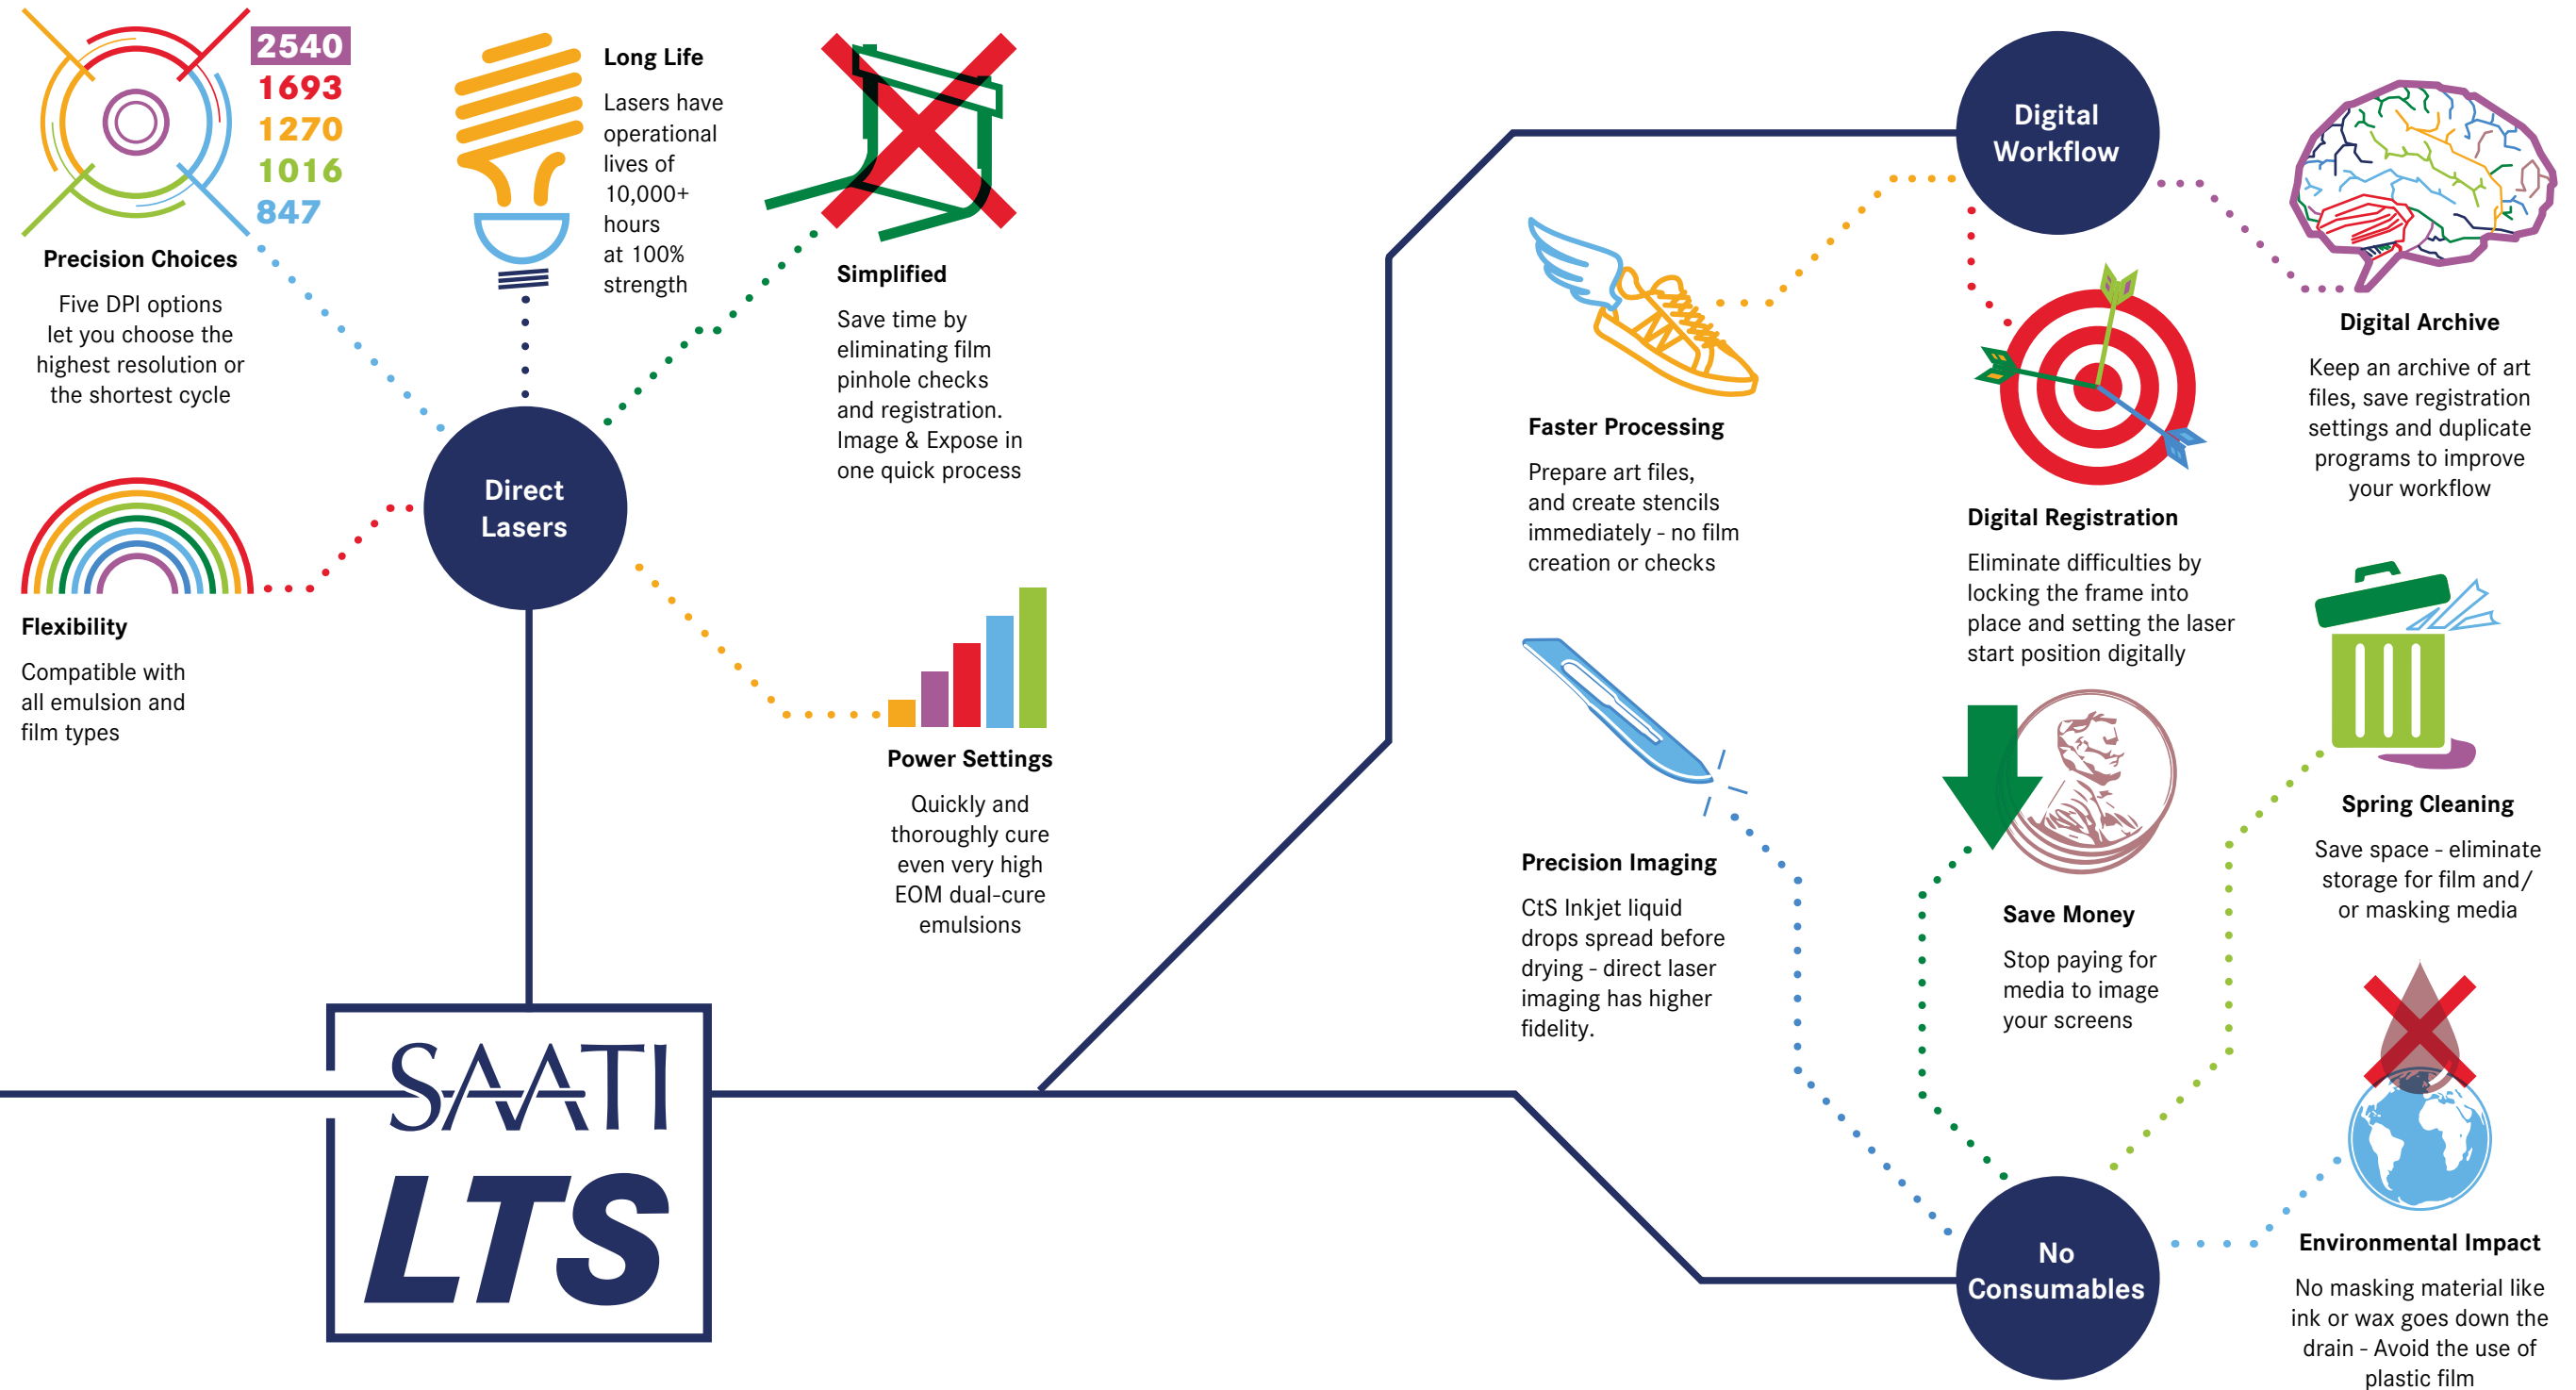 2540
1693
1270
1016
847
Precision Choices
Five DPI options
let you choose the
highest resolution or
the shortest cycle
Long Life
Lasers have
operational
lives of
10,000+
hours
at 100%
strength
Simplified
Save time by
eliminating film
pinhole checks
and registration.
Image & Expose in
one quick process
Direct
Lasers
Flexibility
Compatible with
all emulsion and
film types
Power Settings
Quickly and
thoroughly cure
even very high
EOM dual-cure
emulsions
SAATI
LTS
Digital
Workflow
Faster Processing
Prepare art files,
and create stencils
immediately - no film
creation or checks
Digital Registration
Eliminate difficulties by
locking the frame into
place and setting the laser
start position digitally
Digital Archive
Keep an archive of art
files, save registration
settings and duplicate
programs to improve
your workflow
Precision Imaging
CtS Inkjet liquid
drops spread before
drying - direct laser
imaging has higher
fidelity.
Save Money
Stop paying for
media to image
your screens
Spring Cleaning
Save space - eliminate
storage for film and/
or masking media
No
Consumables
Environmental Impact
No masking material like
ink or wax goes down the
drain - Avoid the use of
plastic film